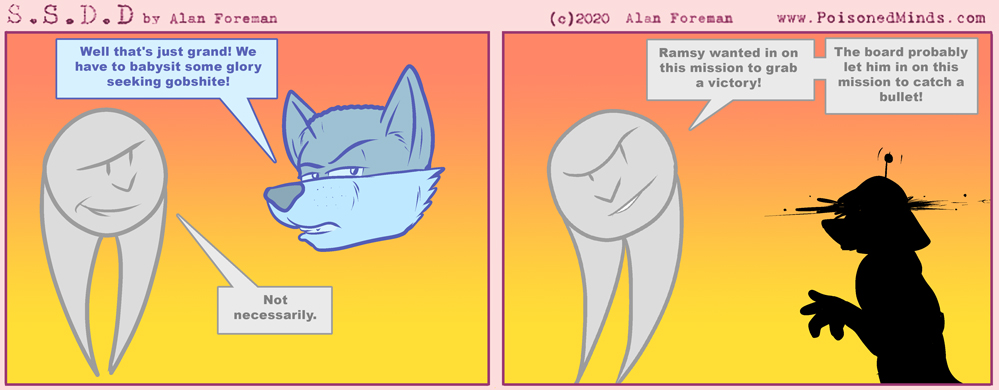 S.S.D.D by Alan Foreman
(c)2020 Alan Foreman
www.PoisonedMinds.com
Well that's just grand! We
have to babysit some glory
seeking gobshite!
Not
necessarily.
Ramsy wanted in on
this mission to grab
a victory!
The board probably
let him in on this
mission to catch a
bullet!